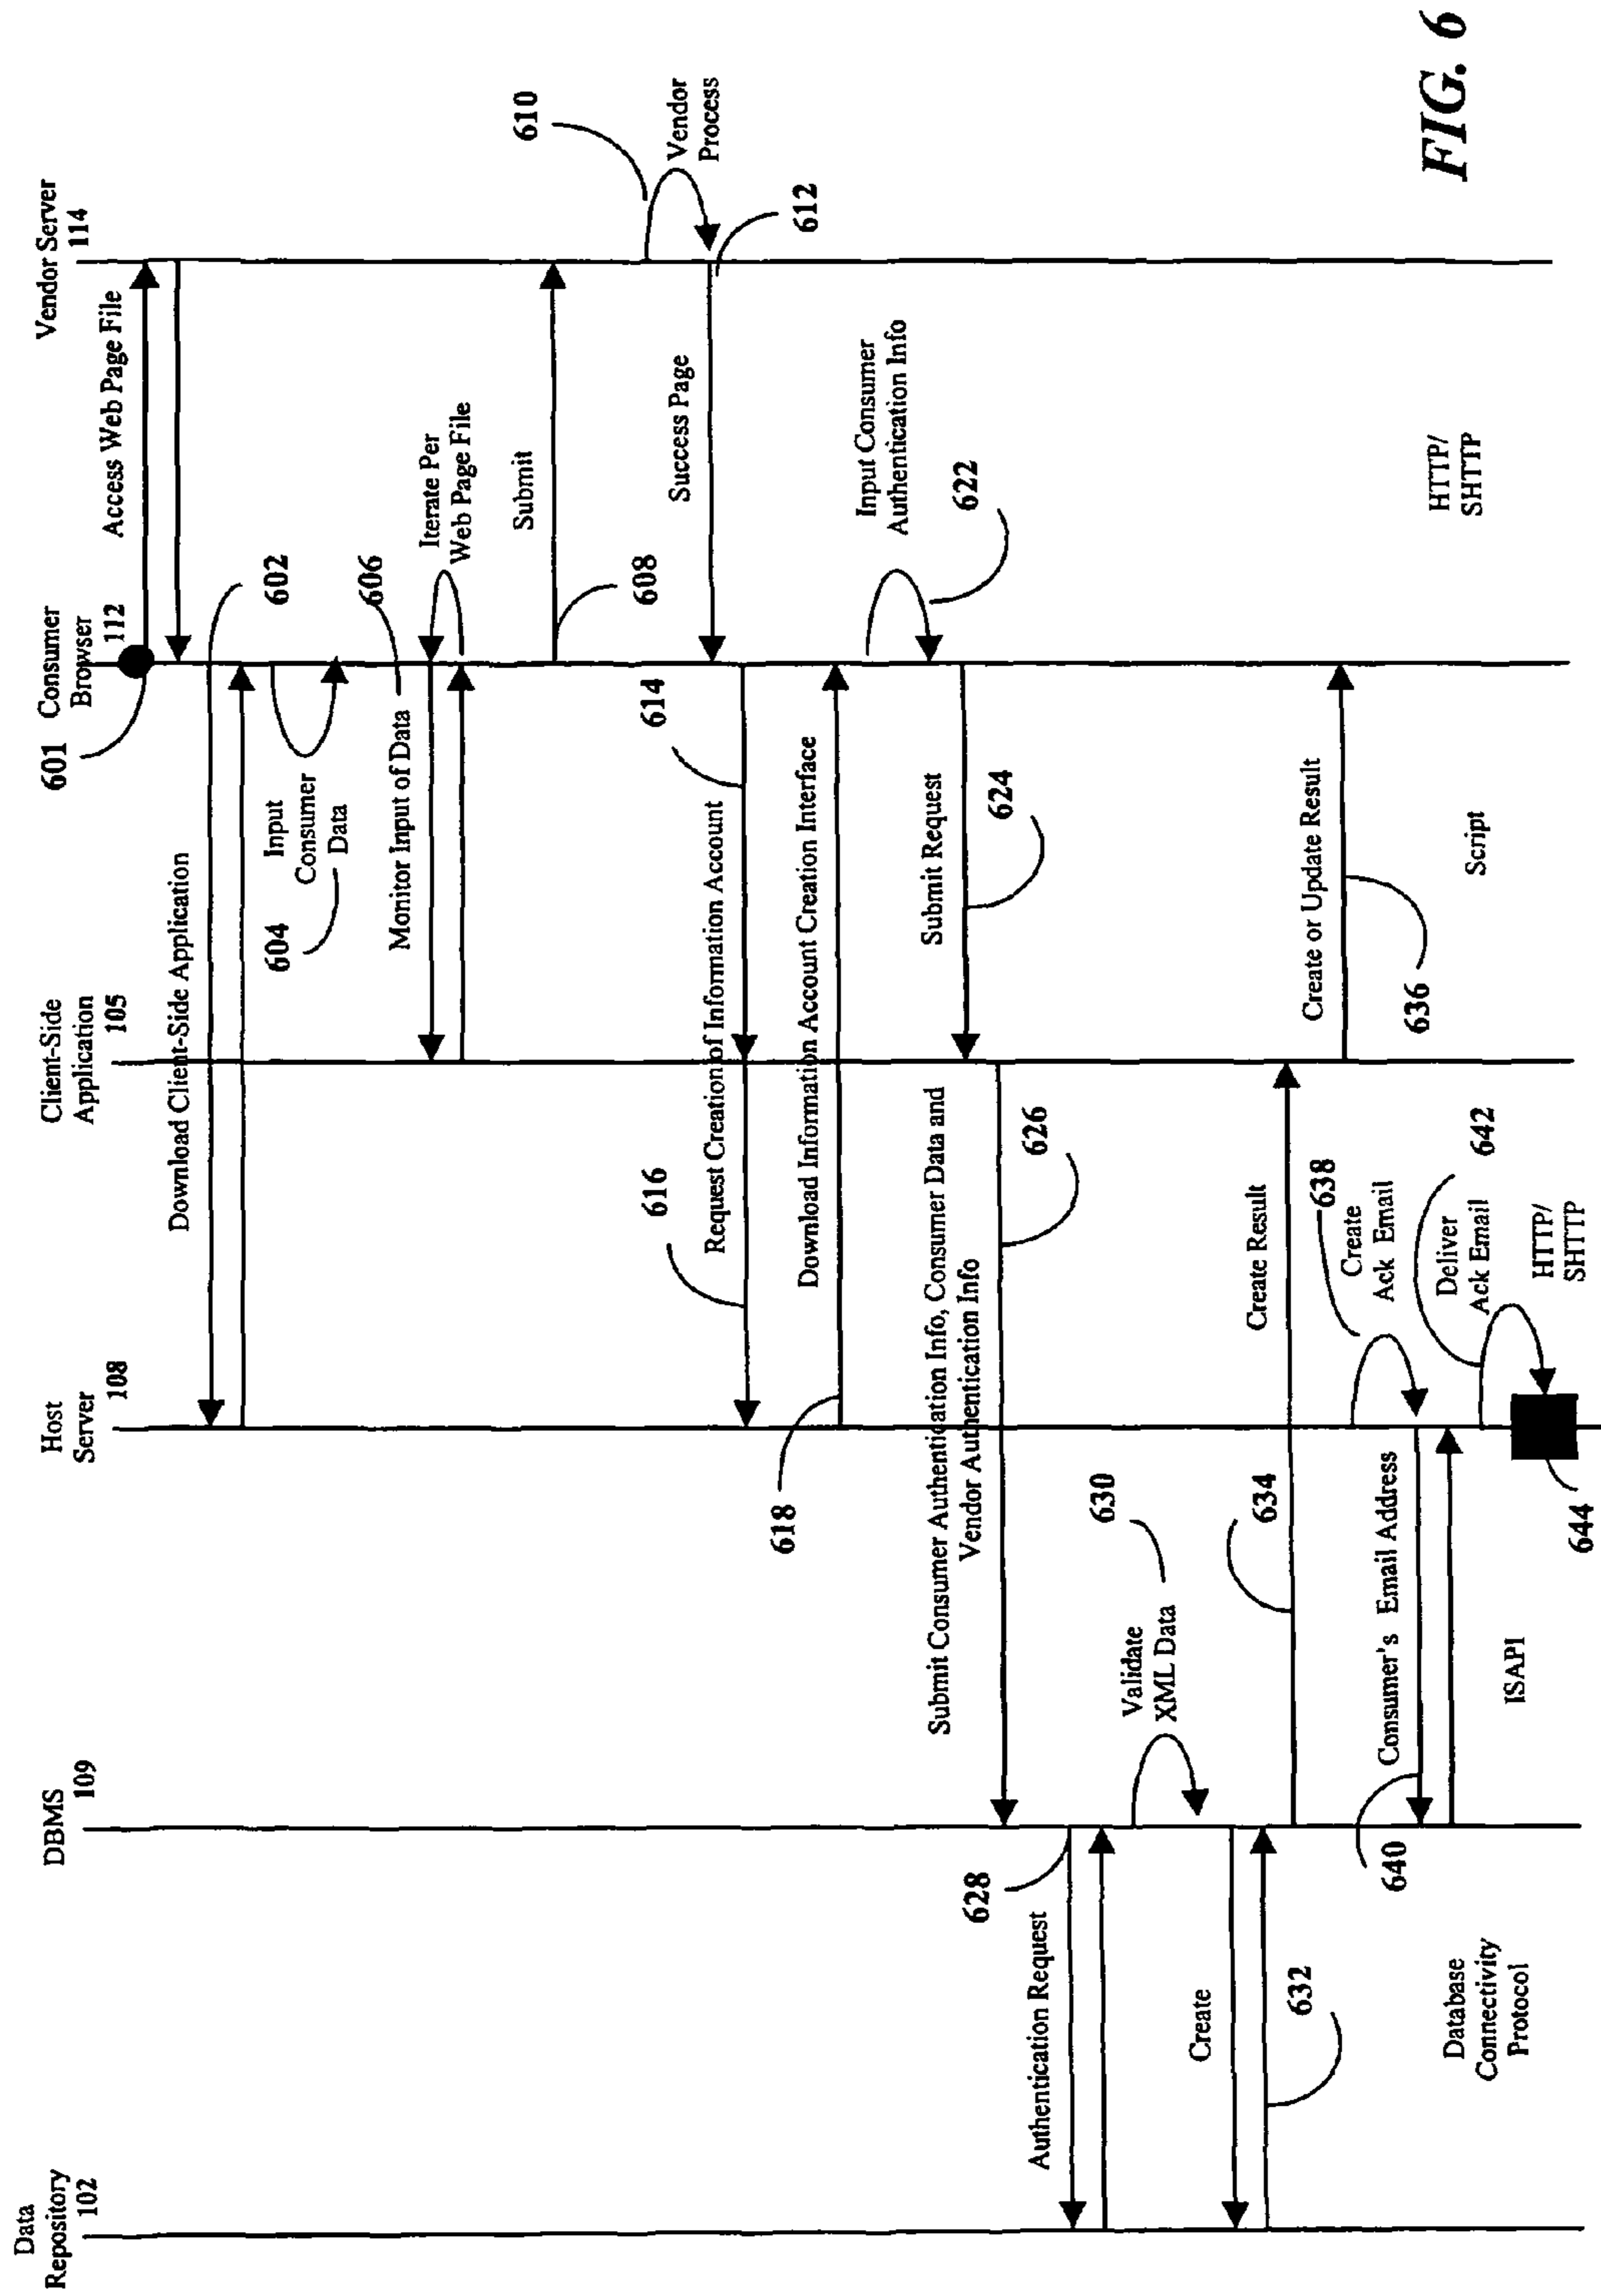 Data
Repository
102
DBMS
109
Host
Server
108
Client-Side
Application
105
601
Consumer
Browser
112
Vendor Server
114
Access Web Page File
Download Client-Side Application
602
Input
Consumer
Data
604
606
Monitor Input of Data
Iterate Per
Web Page File
Submit
608
610
Vendor
Process
Success Page
612
614
616
Request Creation of Information Account
Download Information Account Creation Interface
618
Input Consumer
Authentication Info
622
Submit Request
624
Submit Consumer Authentication Info, Consumer Data and
Vendor Authentication Info
626
628
Authentication Request
630
Validate
XML Data
Create
632
634
Create Result
Create or Update Result
636
638
Create
Ack Email
Consumer's Email Address
640
642
Deliver
Ack Email
644
Database
Connectivity
Protocol
ISAPI
HTTP/
SHTTP
Script
HTTP/
SHTTP
FIG. 6